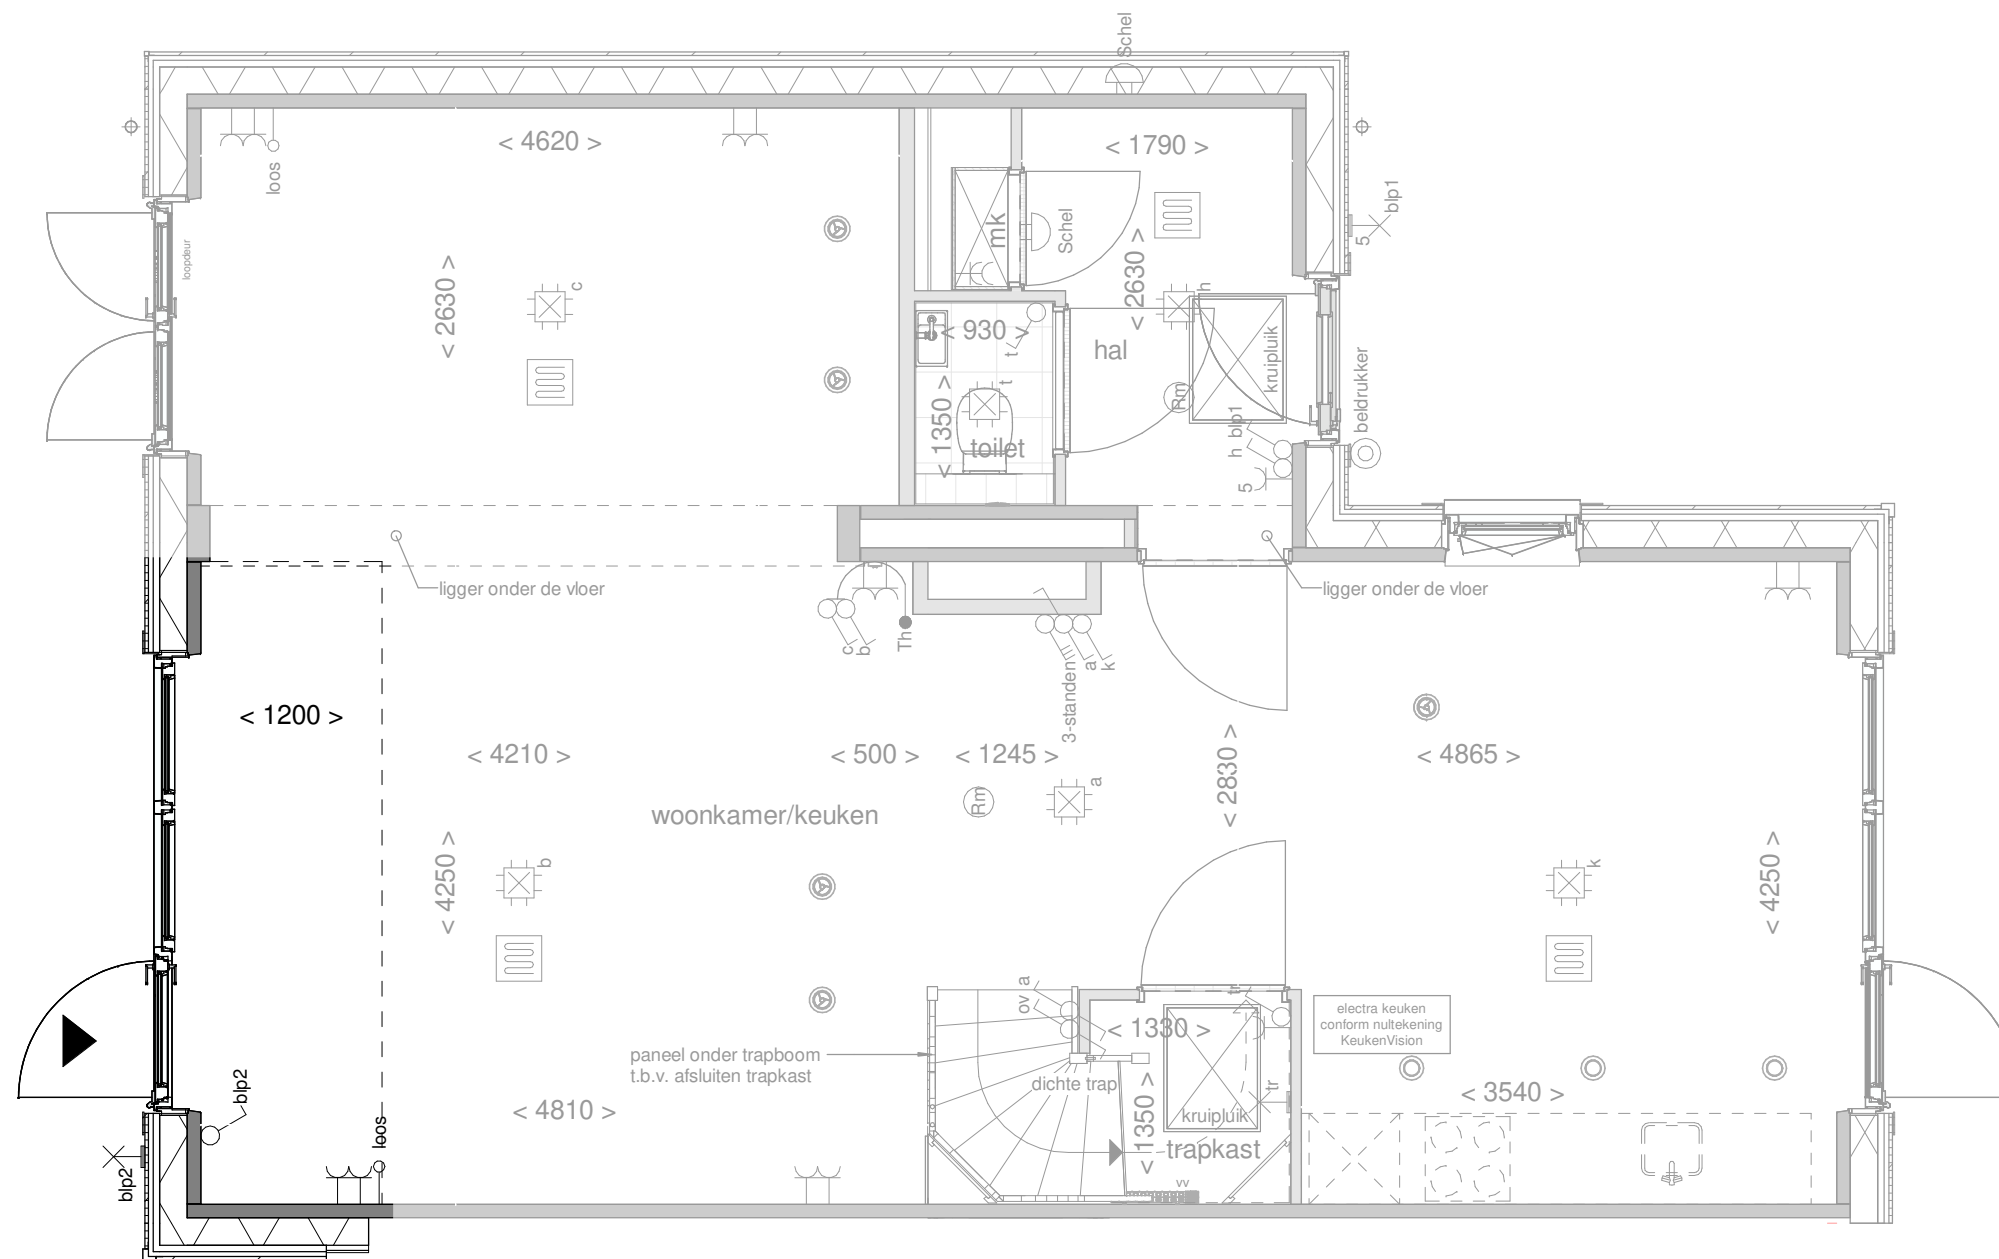 Schel
< 4620 >
< 1790 >
loos
blp1
5
mk
Schel
loopdeur
< 2630 >
c
< 2630 >
h
< 930 >
t
hal
kruipluik
Rm
beldrukker
t
< 1350 >
toilet
h blp1
5
ligger onder de vloer
ligger onder de vloer
c
b
Th
3-standen
a
k
< 1200 >
< 4210 >
< 500 >
< 1245 >
< 2830 >
< 4865 >
woonkamer/keuken
Rm
a
< 4250 >
b
k
< 4250 >
ov
a
tr
electra keuken
conform nultekening
KeukenVision
< 1330 >
paneel onder trapboom
t.b.v. afsluiten trapkast
dichte trap
< 4810 >
< 1350 >
kruipluik
tr
trapkast
< 3540 >
vv
blp2
loos
blp2